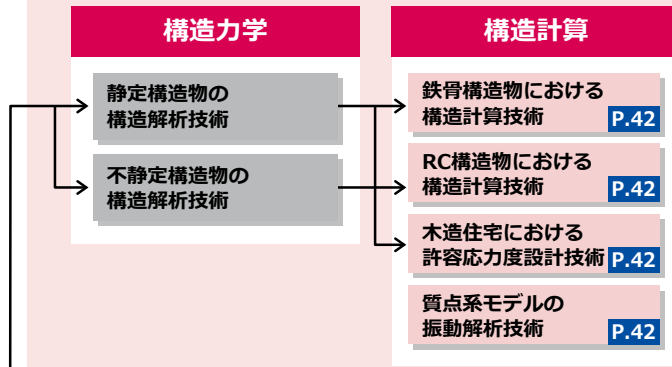 構造力学
静定構造物の
構造解析技術
不静定構造物の
構造解析技術
構造計算
鉄骨構造物における
構造計算技術 P.42
RC構造物における
構造計算技術 P.42
木造住宅における
許容応力度設計技術 P.42
質点系モデルの
振動解析技術 P.42